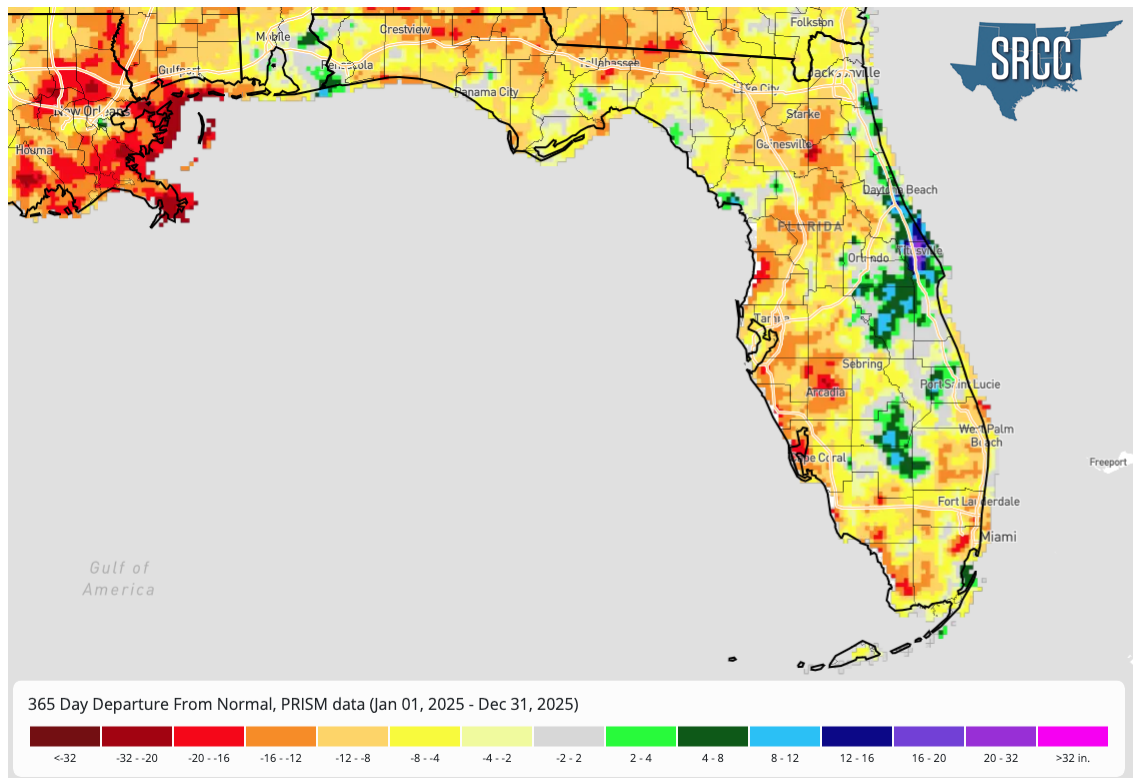 Folkston
Mobile
Crestview
SRCC
Pensacola
Gulfport
Tallahassee
Jacksonville
Lake City
Panama City
New Orleans
Starke
Houma
Gainesville
Daytona Beach
FLORIDA
Titusville
Orlando
Tampa
Sebring
Port Saint Lucie
Arcadia
West Palm
Beach
Cape Coral
Freeport
Fort Lauderdale
Miami
Gulf of
America
365 Day Departure From Normal, PRISM data (Jan 01, 2025 - Dec 31, 2025)
<-32 -32 - -20 -20 - -16 -16 - -12 -12 - -8 -8 - -4 -4 - -2 -2 - 2 2 - 4 4 - 8 8 - 12 12 - 16 16 - 20 20 - 32 >32 in.